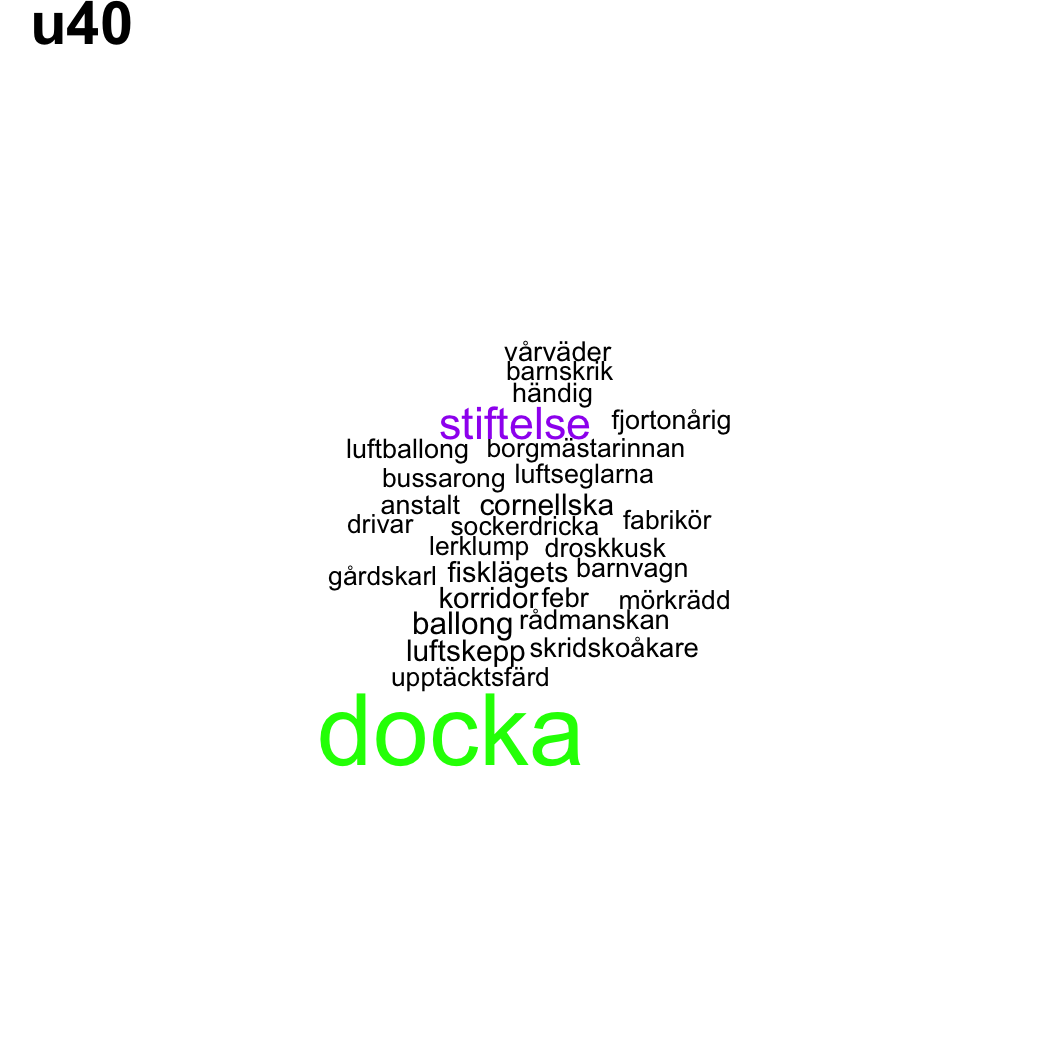 u40
vårväder
barnskrik
händig
stiftelse fjortonårig
luftballong borgmästarinnan
bussarong luftseglarna
anstalt cornellska
drivar sockerdricka fabrikör
lerklump droskkusk
gårdskarl fisklägets barnvagn
korridor febr mörkrädd
ballong rådmanskan
luftskepp skridskoåkare
upptäcktsfärd
docka